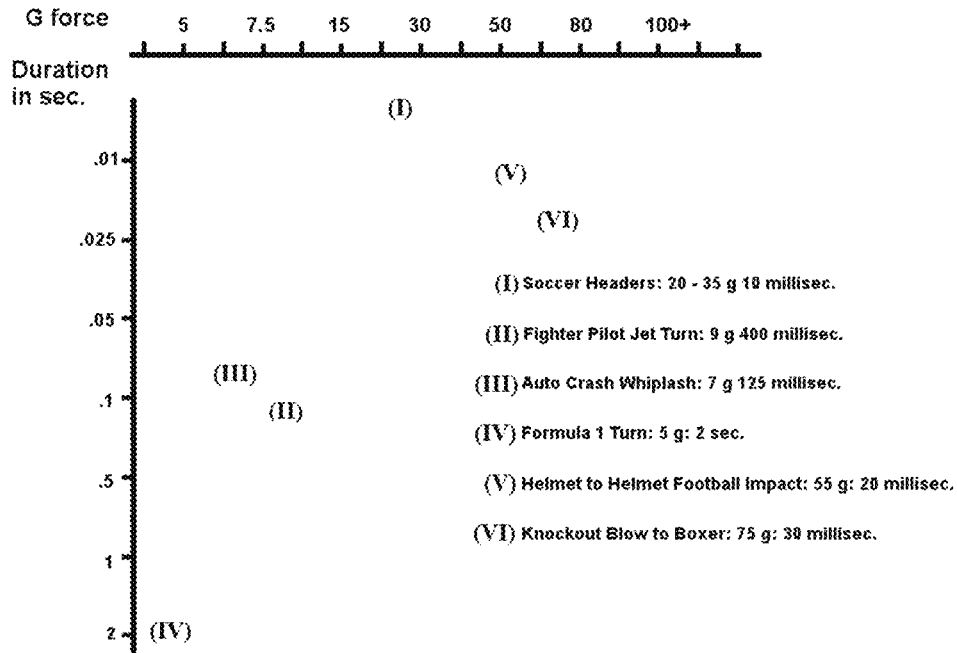 G force
5 7.5 15 30 50 80 100+
Duration
in sec.
(I)
.01
(V)
(VI)
.025
(I) Soccer Headers: 20 - 35 g 10 millisec.
.05
(II) Fighter Pilot Jet Turn: 9 g 400 millisec.
(III)
(III) Auto Crash Whiplash: 7 g 125 millisec.
.1
(II)
(IV) Formula 1 Turn: 5 g: 2 sec.
.5
(V) Helmet to Helmet Football Impact: 55 g: 20 millisec.
(VI) Knockout Blow to Boxer: 75 g: 30 millisec.
1
2
(IV)